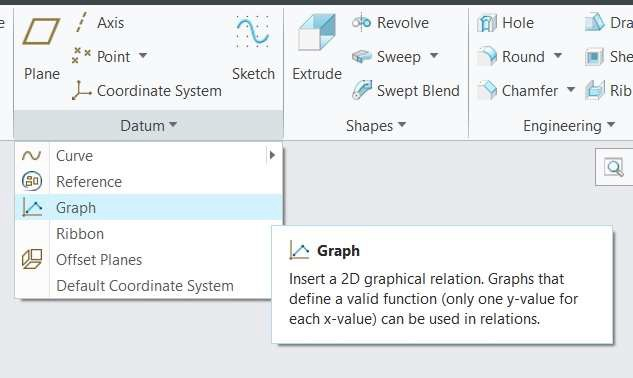 Axis
Point
Coordinate System
Plane
Sketch
Extrude
Revolve
Sweep
Swept Blend
Hole
Round
Chamfer
Dra
She
Rib
Datum
Shapes
Engineering
Curve
Reference
Graph
Ribbon
Offset Planes
Default Coordinate System
Graph
Insert a 2D graphical relation. Graphs that
define a valid function (only one y-value for
each x-value) can be used in relations.